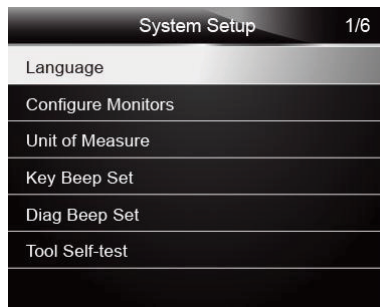 System Setup 1/6
Language
Configure Monitors
Unit of Measure
Key Beep Set
Diag Beep Set
Tool Self-test